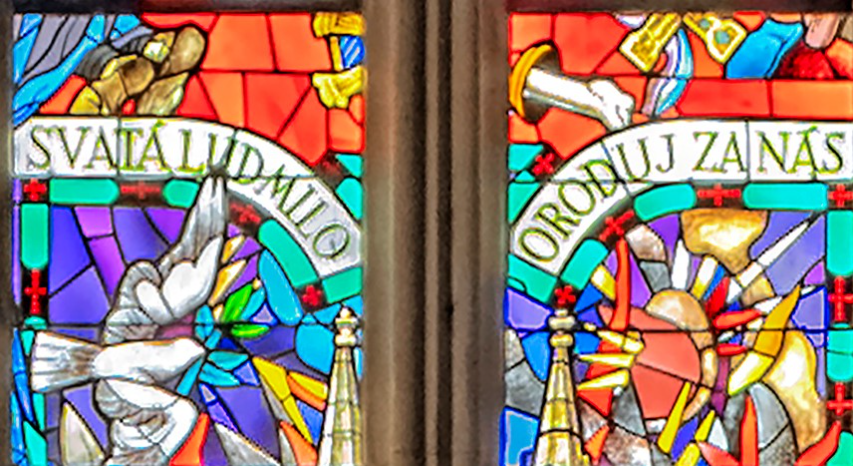 SVATÁ LUDMILO
ORODUJ ZA NÁS